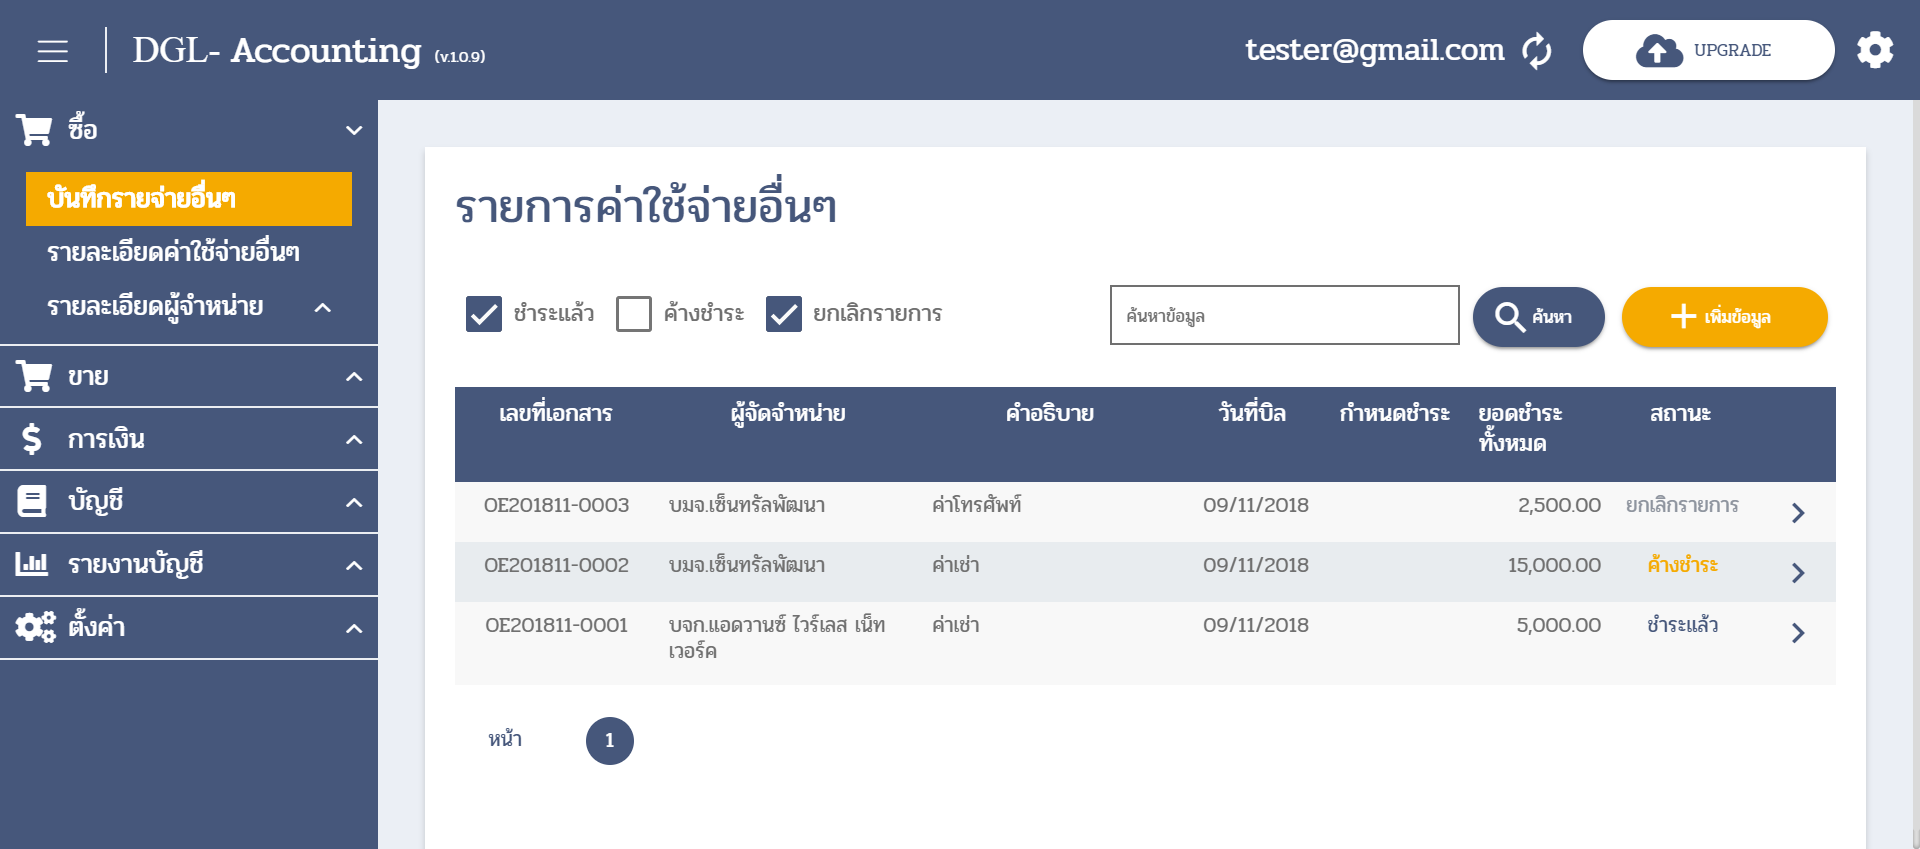 DGL- Accounting (v.1.0.9)
tester@gmail.com
UPGRADE
ซื้อ
บันทึกรายจ่ายอื่นๆ
รายละเอียดค่าใช้จ่ายอื่นๆ
รายละเอียดผู้จำหน่าย
ขาย
การเงิน
บัญชี
รายงานบัญชี
ตั้งค่า
รายการค่าใช้จ่ายอื่นๆ
ชำระแล้ว ค้างชำระ ยกเลิกรายการ
ค้นหาข้อมูล
ค้นหา
เพิ่มข้อมูล
เลขที่เอกสาร ผู้จัดจำหน่าย คำอธิบาย วันที่บิล กำหนดชำระ ยอดชำระ สถานะ
ทั้งหมด
OE201811-0003 บมจ.เซ็นทรัลพัฒนา ค่าโทรศัพท์ 09/11/2018 2,500.00 ยกเลิกรายการ
OE201811-0002 บมจ.เซ็นทรัลพัฒนา ค่าเช่า 09/11/2018 15,000.00 ค้างชำระ
OE201811-0001 บจก.แอดวานซ์ ไวร์เลส เน็ท ค่าเช่า 09/11/2018 5,000.00 ชำระแล้ว
เวอร์ค
หน้า 1